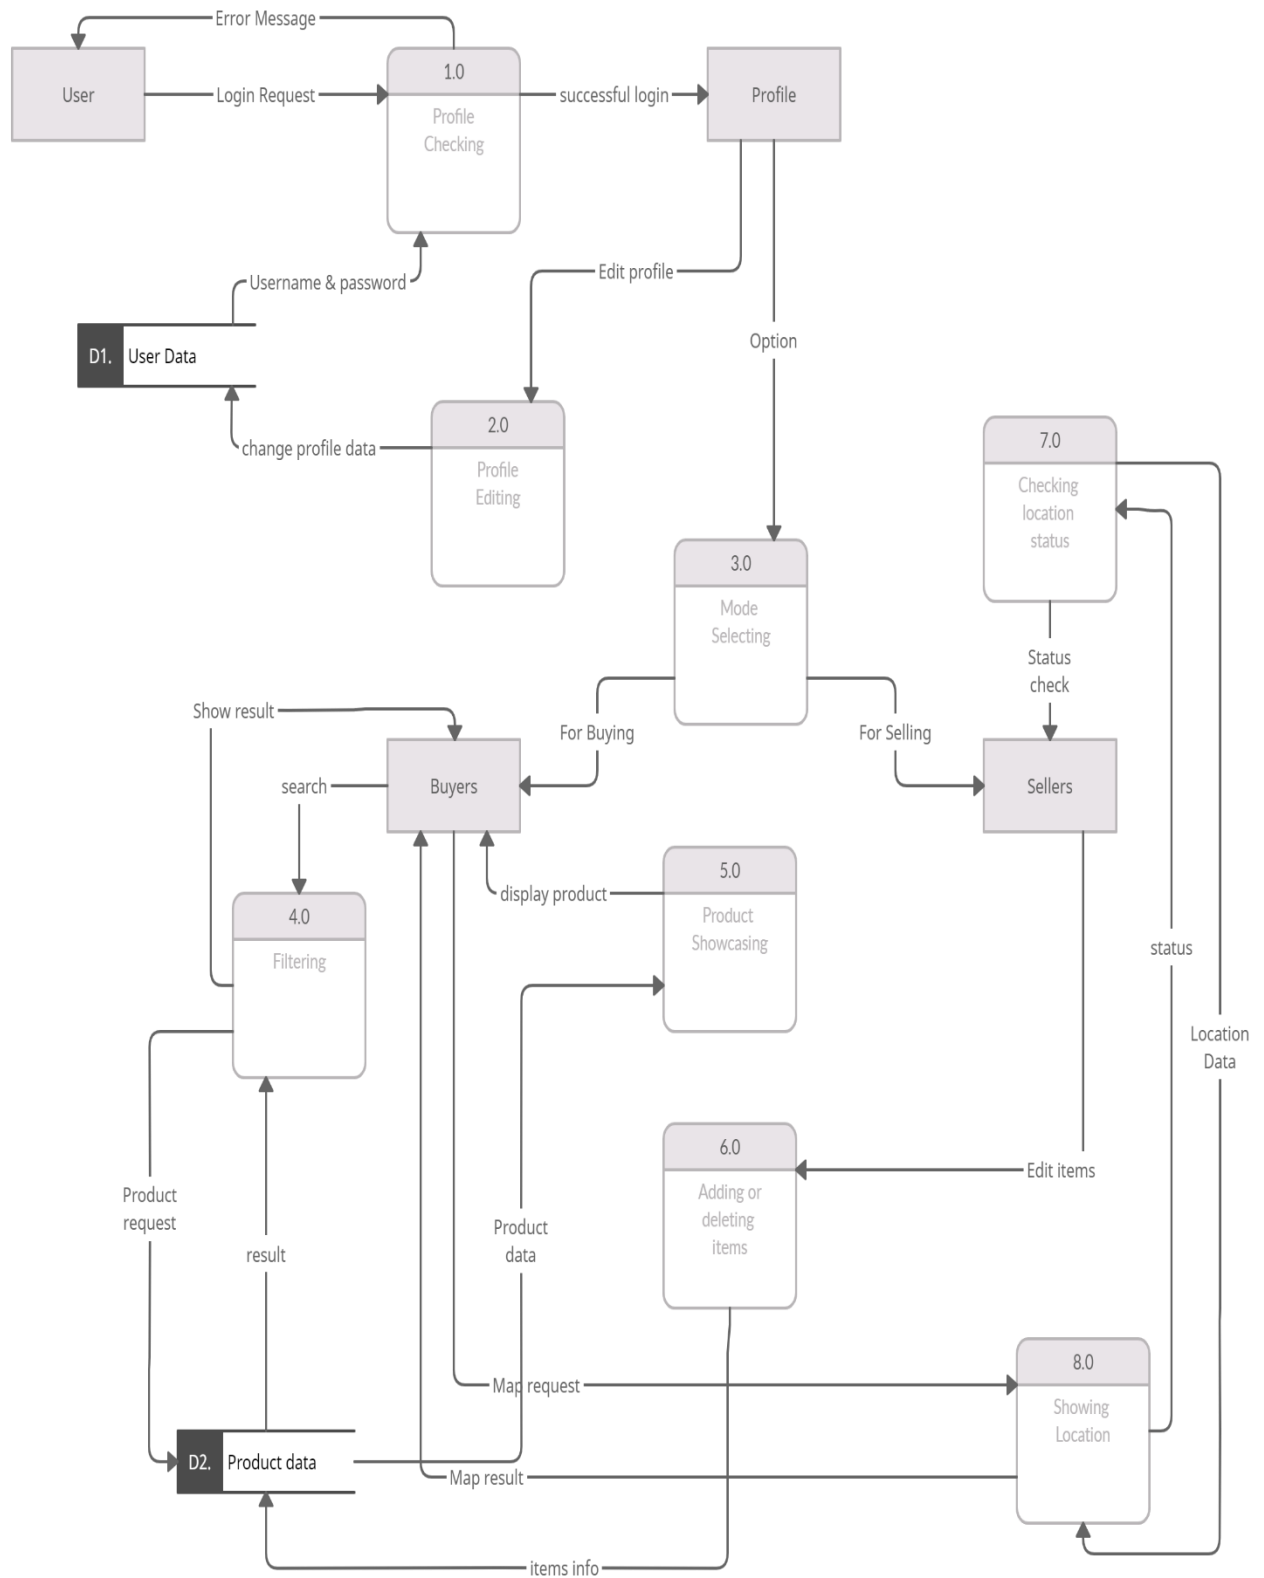 Error Message
User
Login Request
1.0
Profile
Checking
successful login
Profile
Username & password
Edit profile
Option
D1.
User Data
change profile data
2.0
Profile
Editing
7.0
Checking
location
status
3.0
Mode
Selecting
Status
check
Show result
For Buying
For Selling
search
Buyers
Sellers
5.0
Product
Showcasing
display product
4.0
Filtering
status
Location
Data
6.0
Adding or
deleting
items
Edit items
Product
request
result
Product
data
8.0
Showing
Location
Map request
D2.
Product data
Map result
items info